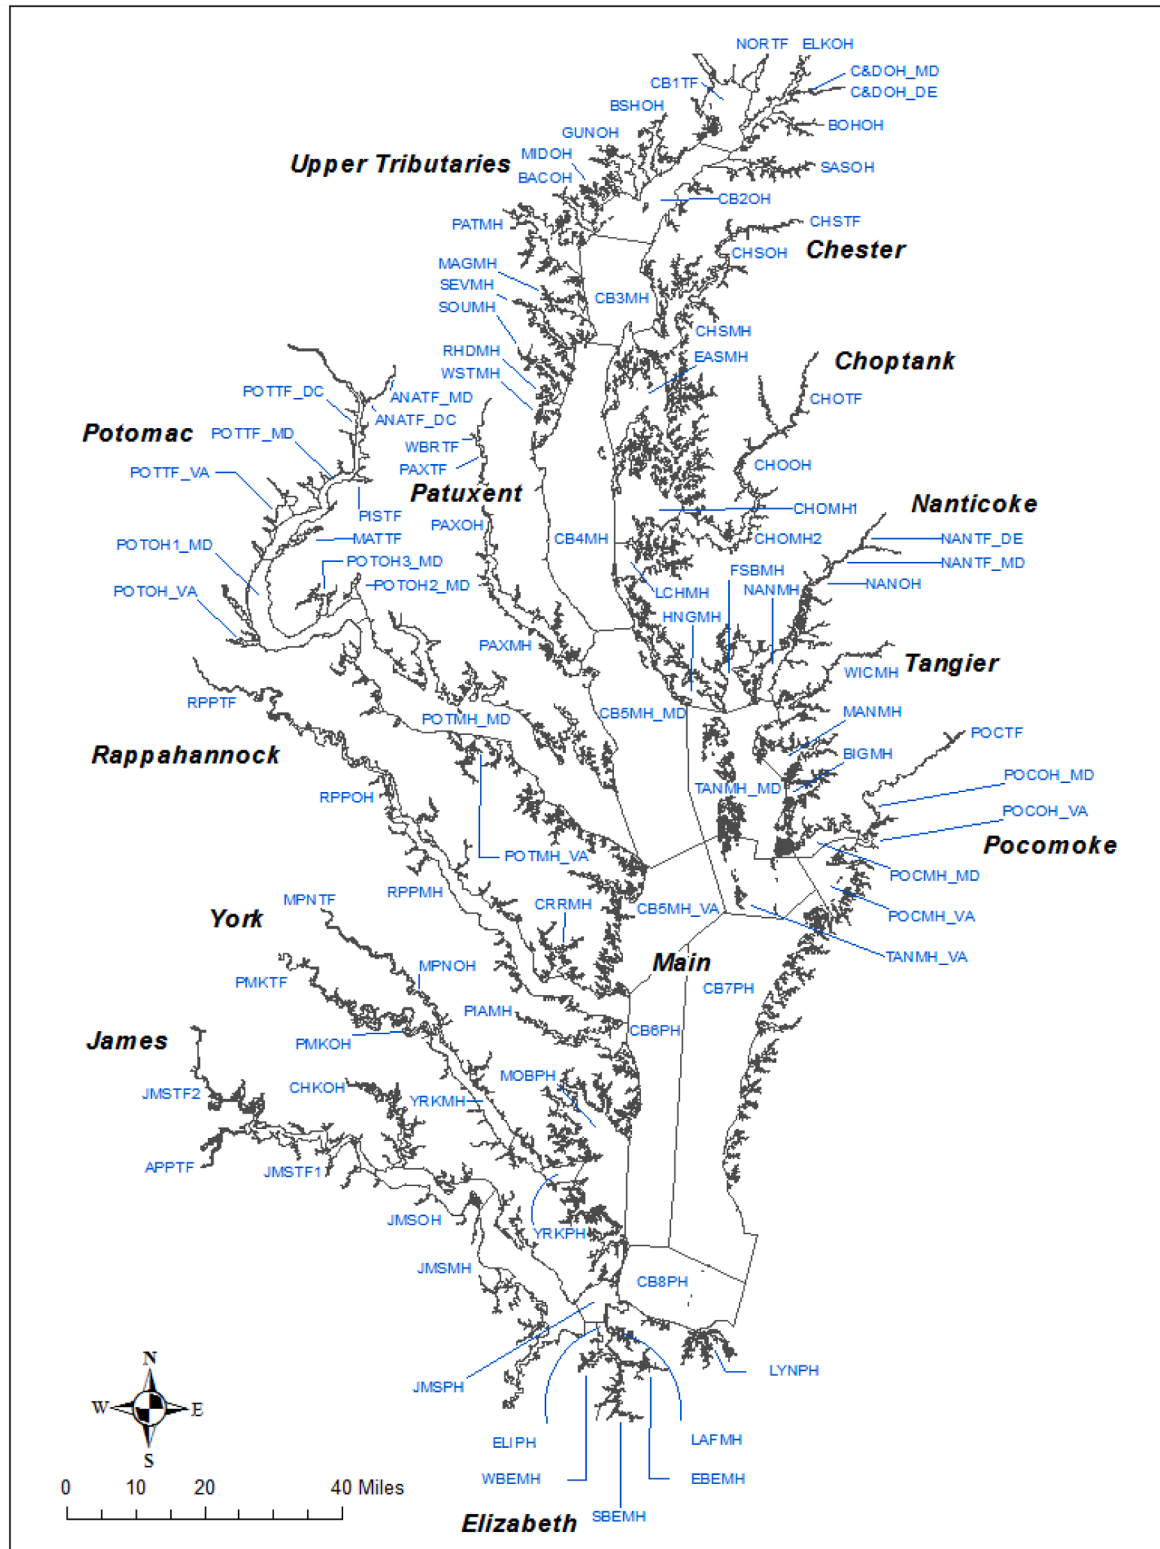 NORTF ELKOH
C&DOH_MD
CB1TF
C&DOH_DE
BSHOH
BOHOH
GUNOH
MIDOH
Upper Tributaries
SASOH
BACOH
CB2OH
PATMH
CHSTF
CHSOH
Chester
MAGMH
SEVMH
CB3MH
SOUMH
CHSMH
RHDMH
EASMH
Choptank
WSTMH
POTTF_DC
ANATF_MD
CHOTF
ANATF_DC
Potomac
POTTF_MD
WBRTF
CHOOH
POTTF_VA
PAXTF
Patuxent
Nanticoke
PISTF
CHOMH1
PAXOH
MATTF
CB4MH
CHOMH2
NANTF_DE
POTOH1_MD
POTOH3_MD
FSBMH
NANTF_MD
POTOH2_MD
NANMH
NANOH
POTOH_VA
LCHMH
HNGMH
PAXMH
Tangier
WICMH
RPPTF
POTMH_MD
CB5MH_MD
MANMH
POCTF
Rappahannock
BIGMH
RPPOH
TANMH_MD
POCOH_MD
POCOH_VA
Pocomoke
POTMH_VA
POCMH_MD
RPPMH
MPNTF
CRRMH
CB5MH_VA
POCMH_VA
York
TANMH_VA
MPNOH
Main
PMKTF
CB7PH
PIAMH
CB6PH
James
PMKOH
MOBPH
JMSTF2
CHKOH
YRKMH
APPTF
JMSTF1
JMSOH
YRKPH
JMSMH
CB8PH
N
LYNPH
JMSPH
W E
S
ELIPH
LAFMH
WBEMH
EBEMH
0 10 20 40 Miles
SBEMH
Elizabeth